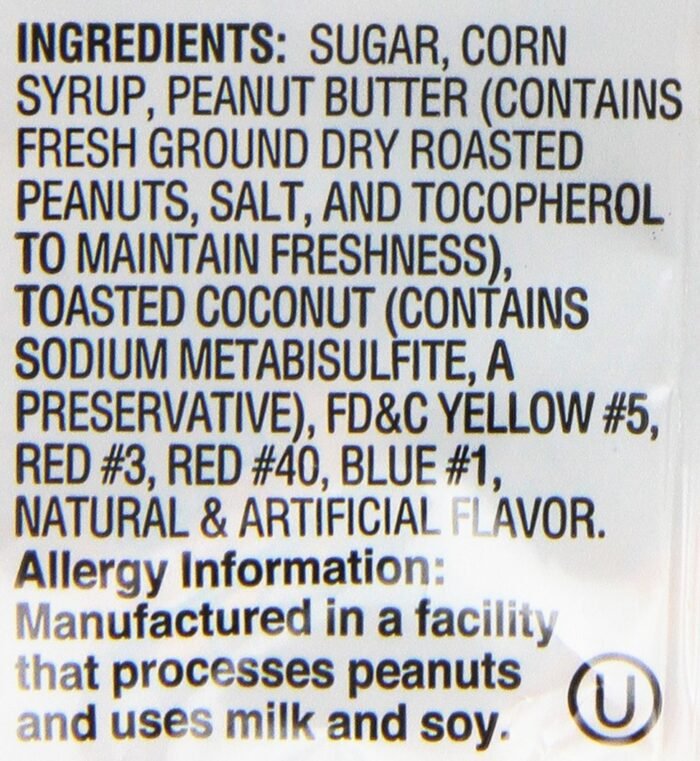 INGREDIENTS: SUGAR, CORN
SYRUP, PEANUT BUTTER (CONTAINS
FRESH GROUND DRY ROASTED
PEANUTS, SALT, AND TOCOPHEROL
TO MAINTAIN FRESHNESS),
TOASTED COCONUT (CONTAINS
SODIUM METABISULFITE, A
PRESERVATIVE), FD&C YELLOW #5,
RED #3, RED #40, BLUE #1,
NATURAL & ARTIFICIAL FLAVOR.
Allergy Information:
Manufactured in a facility
that processes peanuts
and uses milk and soy.
U